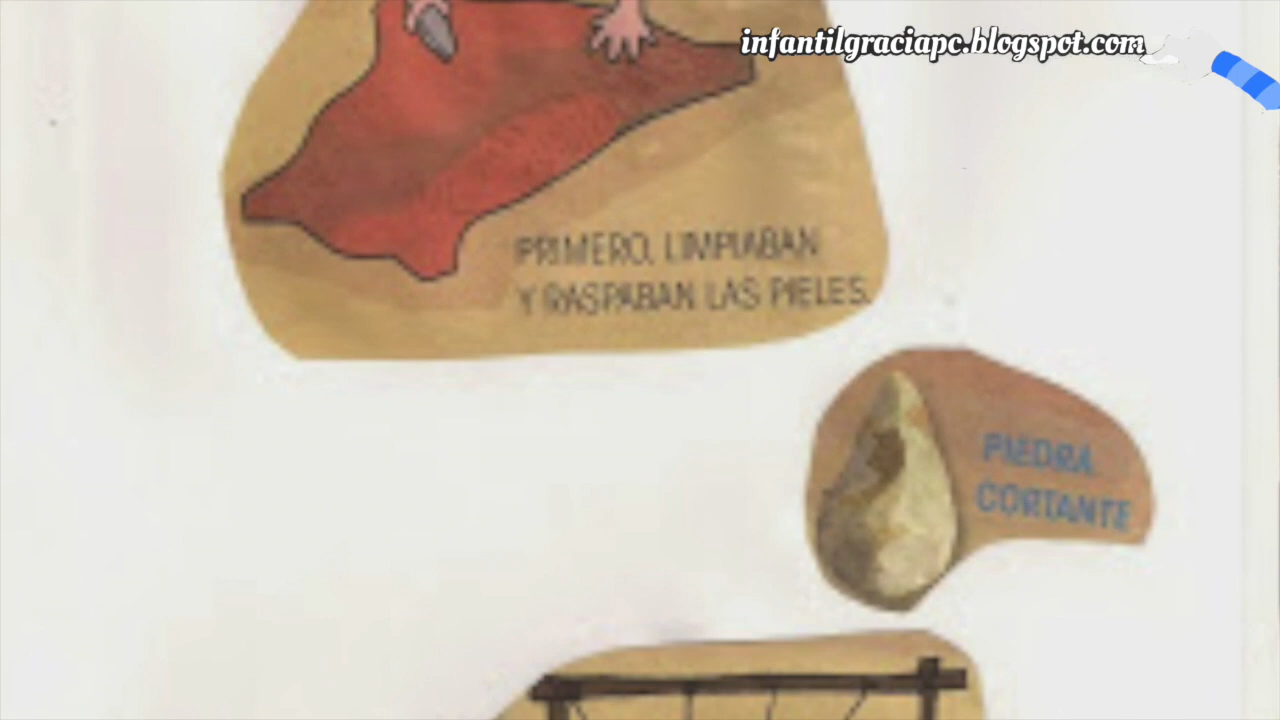 infantilgraciapc.blogspot.com
PRIMERO, LIMPIABAN
Y RASPABAN LAS PIELES.
PIEDRA
CORTANTE